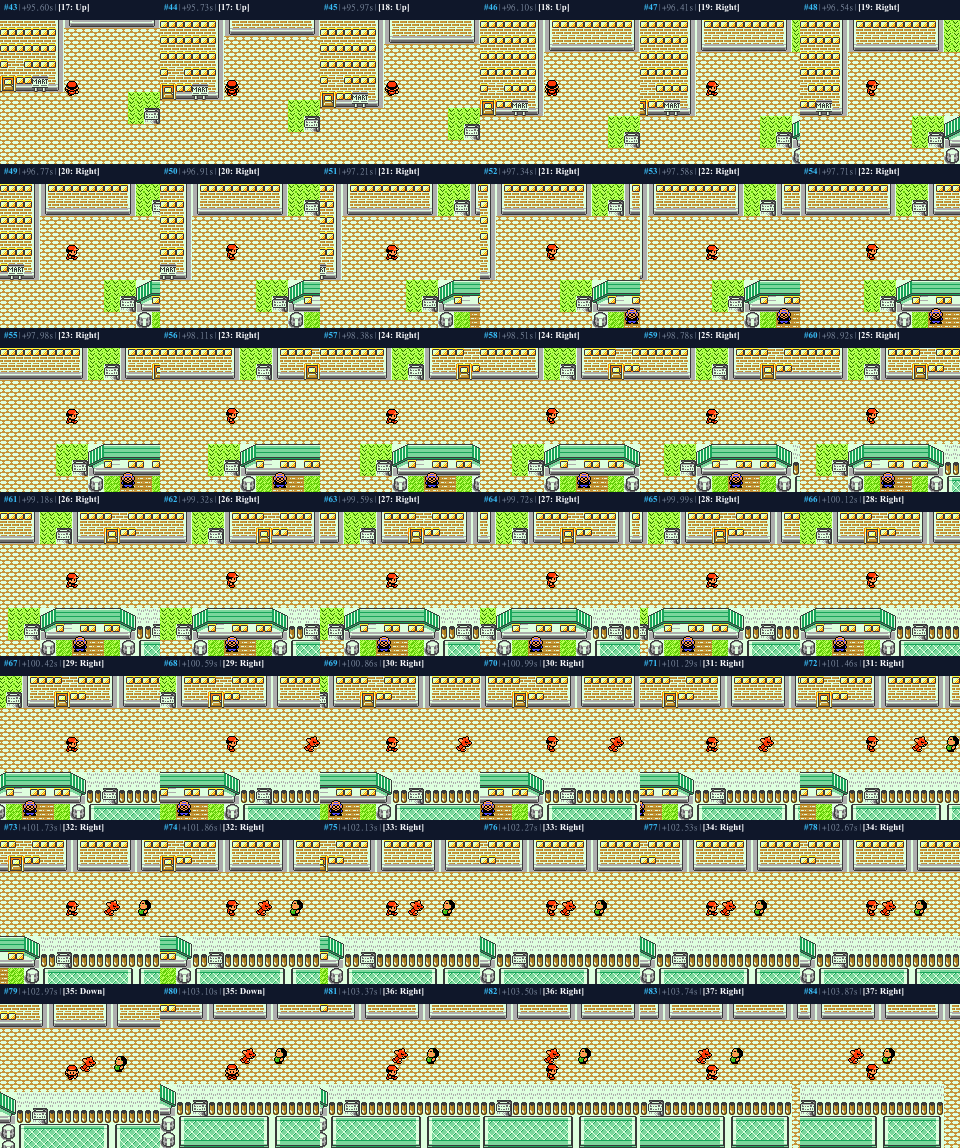 #43|+95.60s|[17: Up] #44|+95.73s|[17: Up] #45|+95.97s|[18: Up] #46|+96.10s|[18: Up] #47|+96.41s|[19: Right] #48|+96.54s|[19: Right]
MART MART MART MART MART MART
#49|+96.77s|[20: Right] #50|+96.91s|[20: Right] #51|+97.21s|[21: Right] #52|+97.34s|[21: Right] #53|+97.58s|[22: Right] #54|+97.71s|[22: Right]
MART MART RT
#55|+97.98s|[23: Right] #56|+98.11s|[23: Right] #57|+98.38s|[24: Right] #58|+98.51s|[24: Right] #59|+98.78s|[25: Right] #60|+98.92s|[25: Right]
#61|+99.18s|[26: Right] #62|+99.32s|[26: Right] #63|+99.59s|[27: Right] #64|+99.72s|[27: Right] #65|+99.99s|[28: Right] #66|+100.12s|[28: Right]
#67|+100.42s|[29: Right] #68|+100.59s|[29: Right] #69|+100.86s|[30: Right] #70|+100.99s|[30: Right] #71|+101.29s|[31: Right] #72|+101.46s|[31: Right]
#73|+101.73s|[32: Right] #74|+101.86s|[32: Right] #75|+102.13s|[33: Right] #76|+102.27s|[33: Right] #77|+102.53s|[34: Right] #78|+102.67s|[34: Right]
#79|+102.97s|[35: Down] #80|+103.10s|[35: Down] #81|+103.37s|[36: Right] #82|+103.50s|[36: Right] #83|+103.74s|[37: Right] #84|+103.87s|[37: Right]